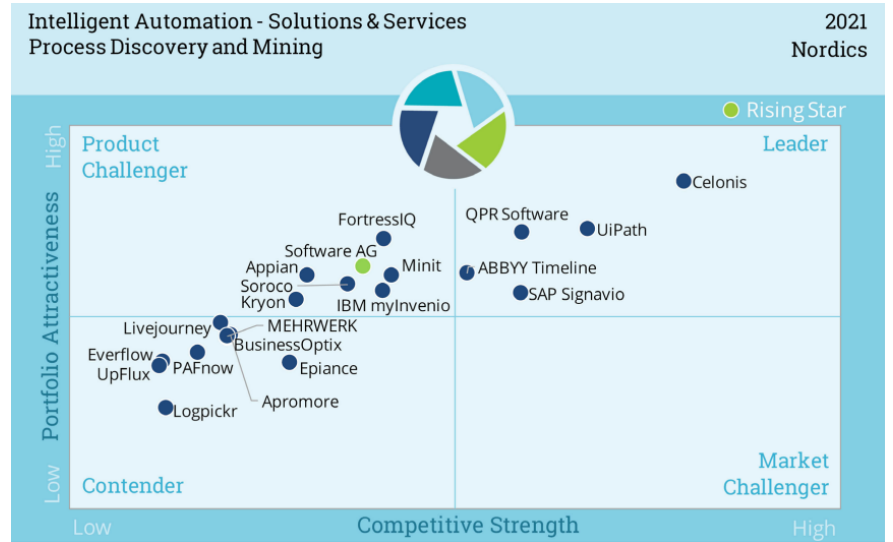 Intelligent Automation - Solutions & Services
Process Discovery and Mining
2021
Nordics
Rising Star
High
Product
Challenger
Leader
Celonis
QPR Software
FortressIQ
UiPath
Software AG
Appian
Minit
ABBYY Timeline
Soroco
Kryon
IBM myInvenio
SAP Signavio
Livejourney
MEHRWERK
BusinessOptix
Everflow
UpFlux
PAFnow
Epiance
Apromore
Logpickr
Portfolio Attractiveness
Low
Contender
Market
Challenger
Low
Competitive Strength
High